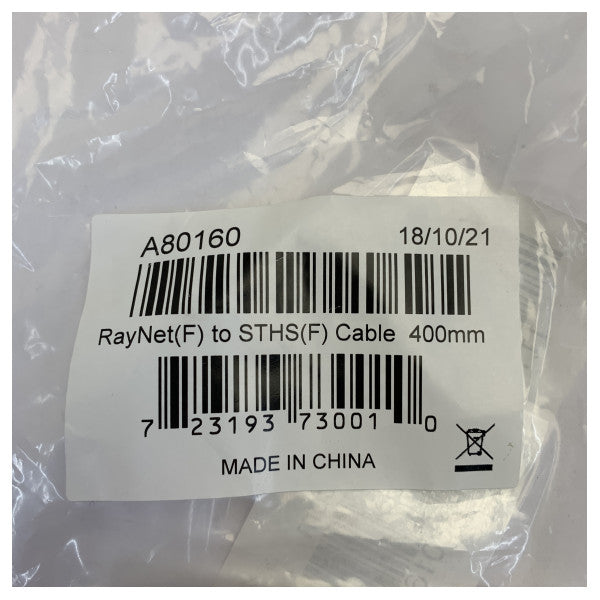 A80160 18/10/21
RayNet(F) to STHS(F) Cable 400mm
7 23193 73001 0
MADE IN CHINA